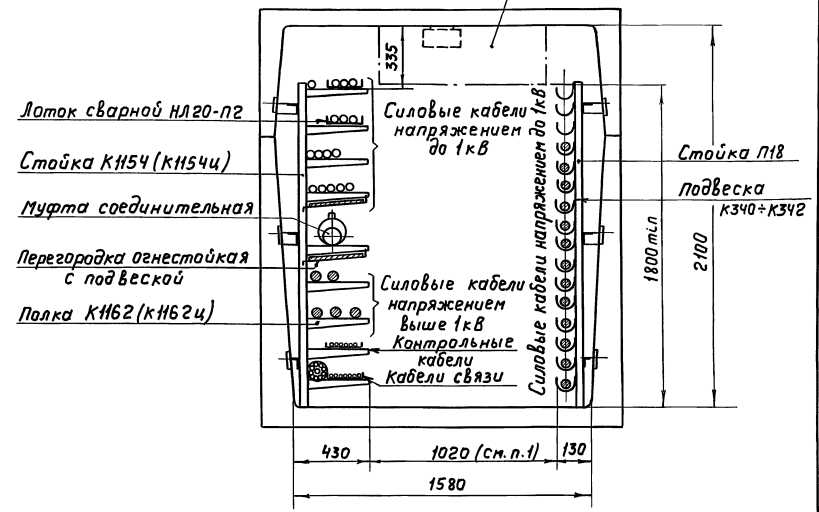 335
Лоток сварной НЛ20-П2
Стойка К1154 (К1154ц)
Муфта соединительная
Перегородка огнестойкая
с подвеской
Полка К1162 (К1162ц)
Силовые кабели
напряжением
до 1кВ
Силовые кабели
напряжением
выше 1кВ
Контрольные
кабели
Кабели связи
Силовые кабели напряжением до 1кВ
Стойка П18
Подвеска
К340÷К342
1800 min
2100
430
1020 (см. п. 1)
130
1580